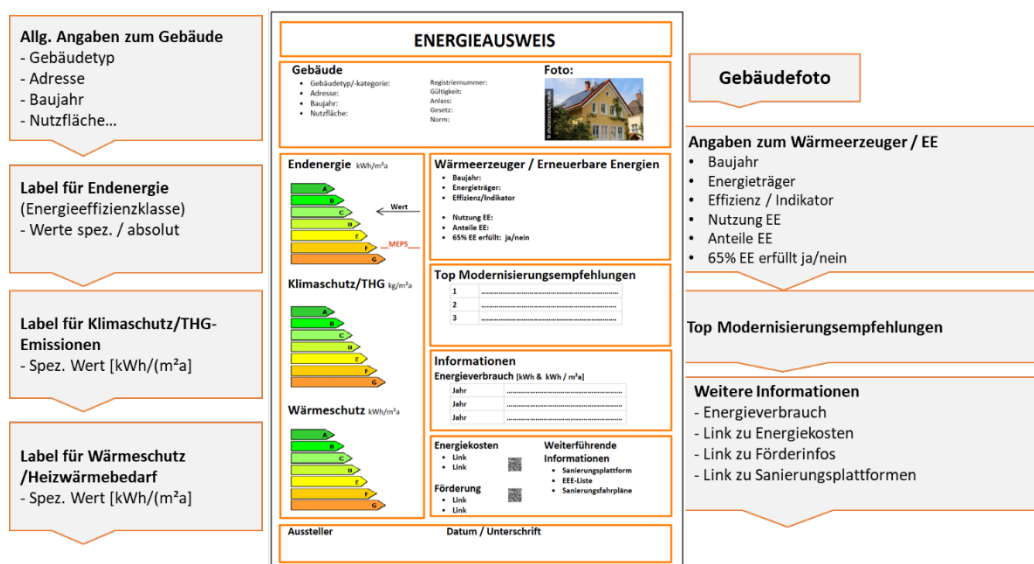 Allg. Angaben zum Gebäude
- Gebäudetyp
- Adresse
- Baujahr
- Nutzfläche...
Label für Endenergie
(Energieeffizienzklasse)
- Werte spez. / absolut
Label für Klimaschutz/THG-
Emissionen
- Spez. Wert [kWh/(m²a]
Label für Wärmeschutz
/Heizwärmebedarf
- Spez. Wert [kWh/(m²a]
ENERGIEAUSWEIS
Gebäude
• Gebäudetyp/-kategorie:
• Adresse:
• Baujahr:
• Nutzfläche:
Registriernummer:
Gültigkeit:
Anlass:
Gesetz:
Norm:
Foto:
Endenergie kWh/m²a
A
B
C
D
E
F
G
Wert
__MEPS__
Klimaschutz/THG kg/m²a
A
B
C
D
E
F
G
Wärmeschutz kWh/m²a
A
B
C
D
E
F
G
Wärmeerzeuger / Erneuerbare Energien
• Baujahr:
• Energieträger:
• Effizienz/Indikator
• Nutzung EE:
• Anteile EE:
• 65% EE erfüllt: ja/nein
Top Modernisierungsempfehlungen
1 ..........
2 ..........
3 ..........
Informationen
Energieverbrauch [kWh & kWh / m²a]
Jahr ..........
Jahr ..........
Jahr ..........
Energiekosten
• Link
• Link
Förderung
• Link
• Link
Weiterführende
Informationen
• Sanierungsplattform
• EEE-Liste
• Sanierungsfahrpläne
Aussteller
Datum / Unterschrift
Gebäudefoto
Angaben zum Wärmeerzeuger / EE
• Baujahr
• Energieträger
• Effizienz / Indikator
• Nutzung EE
• Anteile EE
• 65% EE erfüllt ja/nein
Top Modernisierungsempfehlungen
Weitere Informationen
- Energieverbrauch
- Link zu Energiekosten
- Link zu Förderinfos
- Link zu Sanierungsplattformen